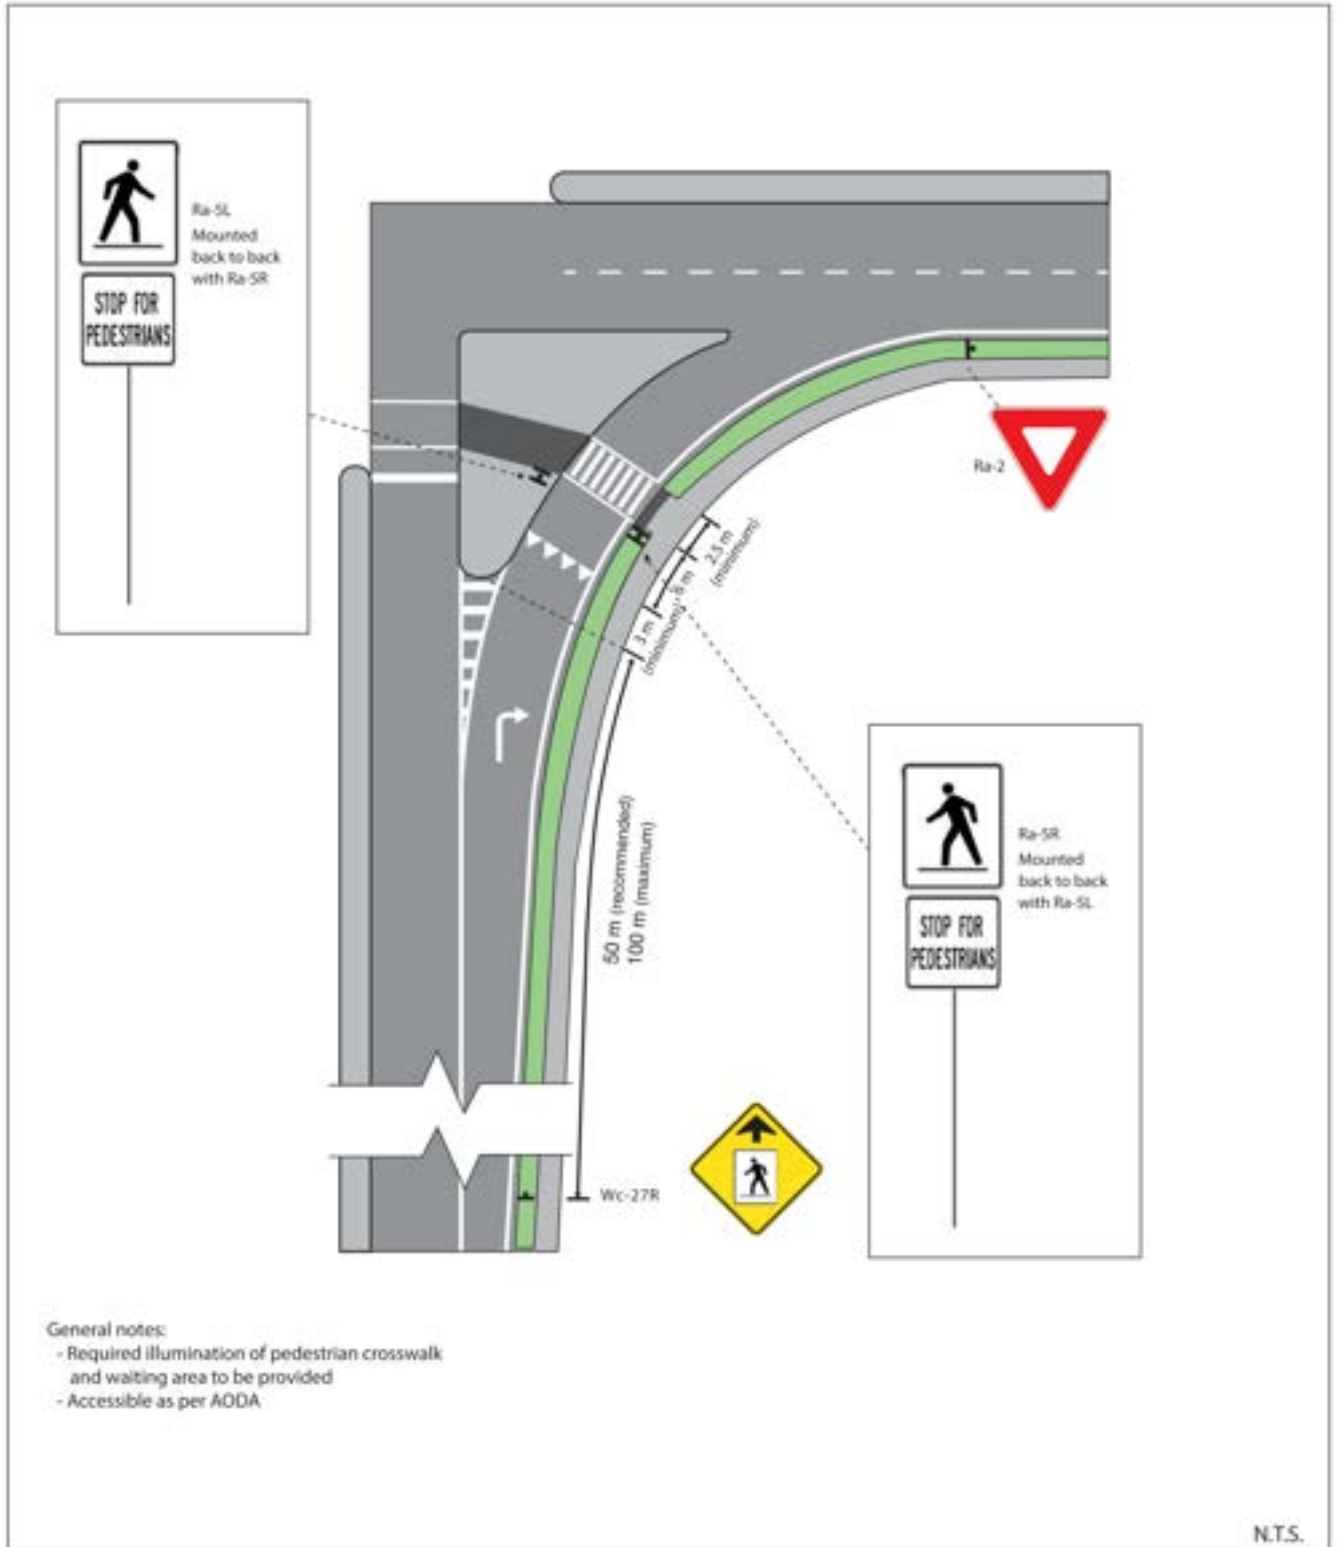 Ra-5L
Mounted
back to back
with Ra-5R
STOP FOR
PEDESTRIANS
Ra-2
2.5 m
(minimum)
6 m
3 m
(minimum)
50 m (recommended)
100 m (maximum)
Ra-5R
Mounted
back to back
with Ra-5L
STOP FOR
PEDESTRIANS
Wc-27R
General notes:
- Required illumination of pedestrian crosswalk
and waiting area to be provided
- Accessible as per AODA
N.T.S.